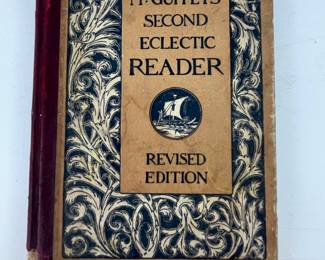 McGUFFEY'S
SECOND
ECLECTIC
READER
REVISED
EDITION